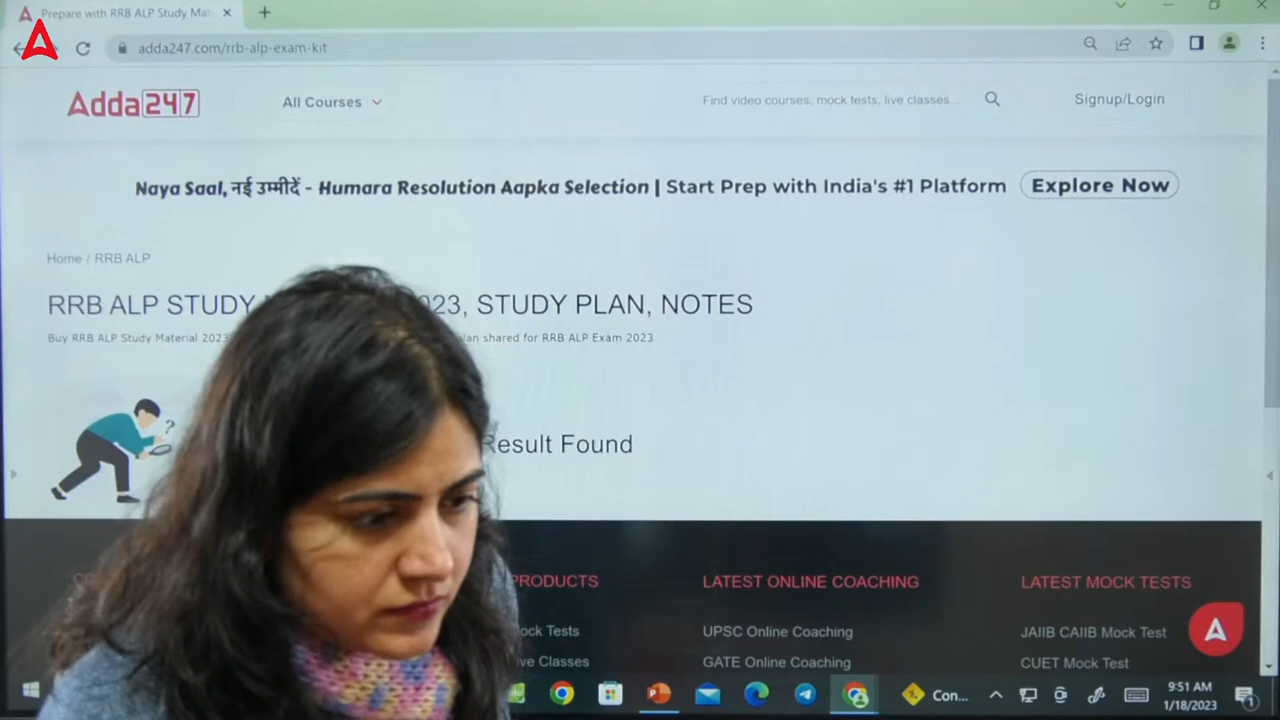 Prepare with RRB ALP Study Mat
adda247.com/rrb-alp-exam-kit
Adda247
All Courses
Find video courses, mock tests, live classes...
Signup/Login
Naya Saal, नई उम्मीदें - Humara Resolution Aapka Selection | Start Prep with India's #1 Platform
Explore Now
Home / RRB ALP
RRB ALP STUDY 023, STUDY PLAN, NOTES
Buy RRB ALP Study Material 2023 lan shared for RRB ALP Exam 2023
?
Result Found
PRODUCTS
LATEST ONLINE COACHING
LATEST MOCK TESTS
ock Tests
UPSC Online Coaching
JAIIB CAIIB Mock Test
ve Classes
GATE Online Coaching
CUET Mock Test
Con...
9:51 AM
1/18/2023
1